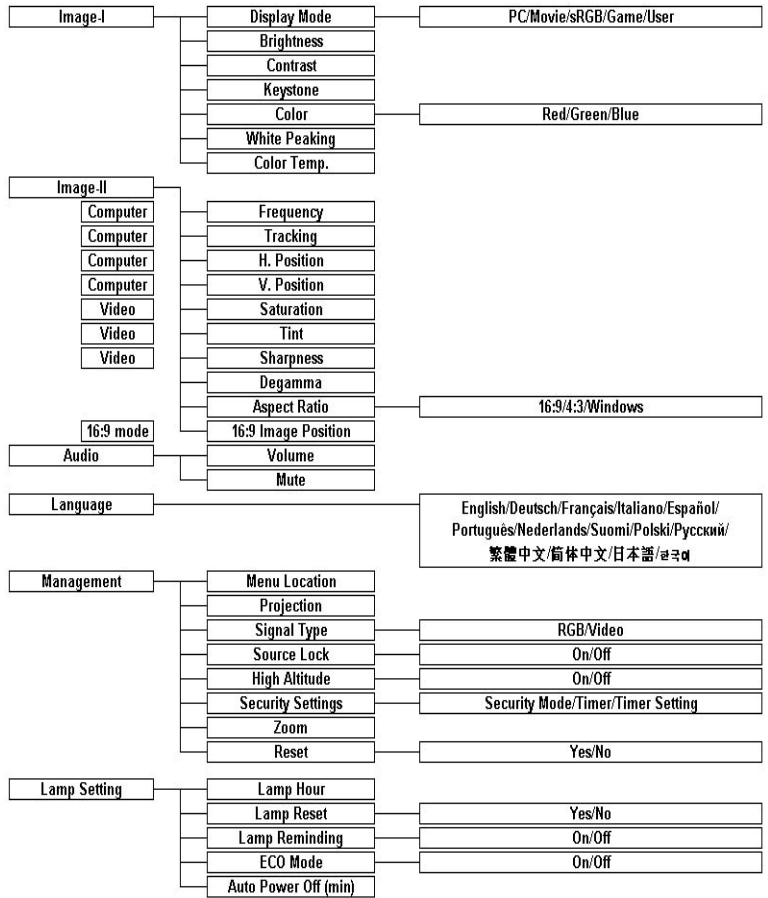 Image-I Display Mode PC/Movie/sRGB/Game/User
Brightness
Contrast
Keystone
Color Red/Green/Blue
White Peaking
Color Temp.
Image-II
Computer Frequency
Computer Tracking
Computer H. Position
Computer V. Position
Video Saturation
Video Tint
Video Sharpness
Degamma
Aspect Ratio 16:9/4:3/Windows
16:9 mode 16:9 Image Position
Audio Volume
Mute
Language English/Deutsch/Français/Italiano/Español/
Português/Nederlands/Suomi/Polski/Русский/
繁體中文/简体中文/日本語/한국어
Management Menu Location
Projection
Signal Type RGB/Video
Source Lock On/Off
High Altitude On/Off
Security Settings Security Mode/Timer/Timer Setting
Zoom
Reset Yes/No
Lamp Setting Lamp Hour
Lamp Reset Yes/No
Lamp Reminding On/Off
ECO Mode On/Off
Auto Power Off (min)